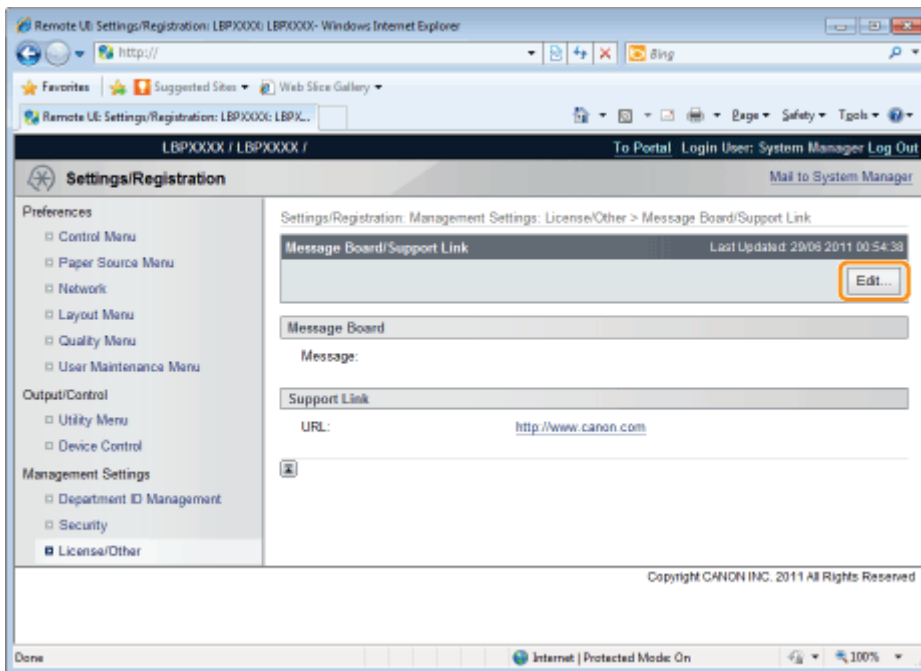 Remote UI: Settings/Registration: LBPXXXX: LBPXXXX- Windows Internet Explorer
http://
Bing
Favorites Suggested Sites Web Slice Gallery
Remote UI: Settings/Registration: LBPXXXX: LBPX... Page Safety Tools
LBPXXXX / LBPXXXX / To Portal Login User: System Manager Log Out
Settings/Registration Mail to System Manager
Preferences
Control Menu
Paper Source Menu
Network
Layout Menu
Quality Menu
User Maintenance Menu
Output/Control
Utility Menu
Device Control
Management Settings
Department ID Management
Security
License/Other
Settings/Registration: Management Settings: License/Other > Message Board/Support Link
Message Board/Support Link Last Updated: 29/06 2011 00:54:38
Edit...
Message Board
Message:
Support Link
URL: http://www.canon.com
Copyright CANON INC. 2011 All Rights Reserved
Done Internet | Protected Mode: On 100%